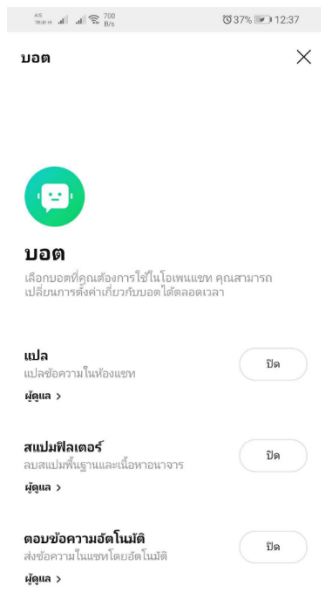 700
B/s
37%
12:37
บอต
บอต
เลือกบอตที่คุณต้องการใช้ในโอเพนแชท คุณสามารถ
เปลี่ยนการตั้งค่าเกี่ยวกับบอตได้ตลอดเวลา
แปล
แปลข้อความในห้องแชท
ปิด
ผู้ดูแล >
สแปมฟิลเตอร์
ลบสแปมพื้นฐานและเนื้อหาอนาจาร
ปิด
ผู้ดูแล >
ตอบข้อความอัตโนมัติ
ส่งข้อความในแชทโดยอัตโนมัติ
ปิด
ผู้ดูแล >